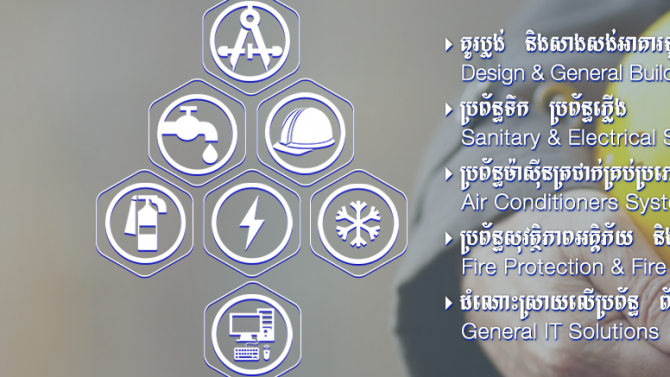 គូរប្លង់ និងសាងសង់អាគារ
Design & General
ប្រព័ន្ធទឹក ប្រព័ន្ធភ្លើង
Sanitary & Electrical
ប្រព័ន្ធម៉ាស៊ីនត្រជាក់គ្រប់
Air Conditioners
ប្រព័ន្ធសុវត្ថិភាពអគ្គិភ័យ
Fire Protection & Fire
ដំណោះស្រាយលើប្រព័ន្ធ
General IT Solutions